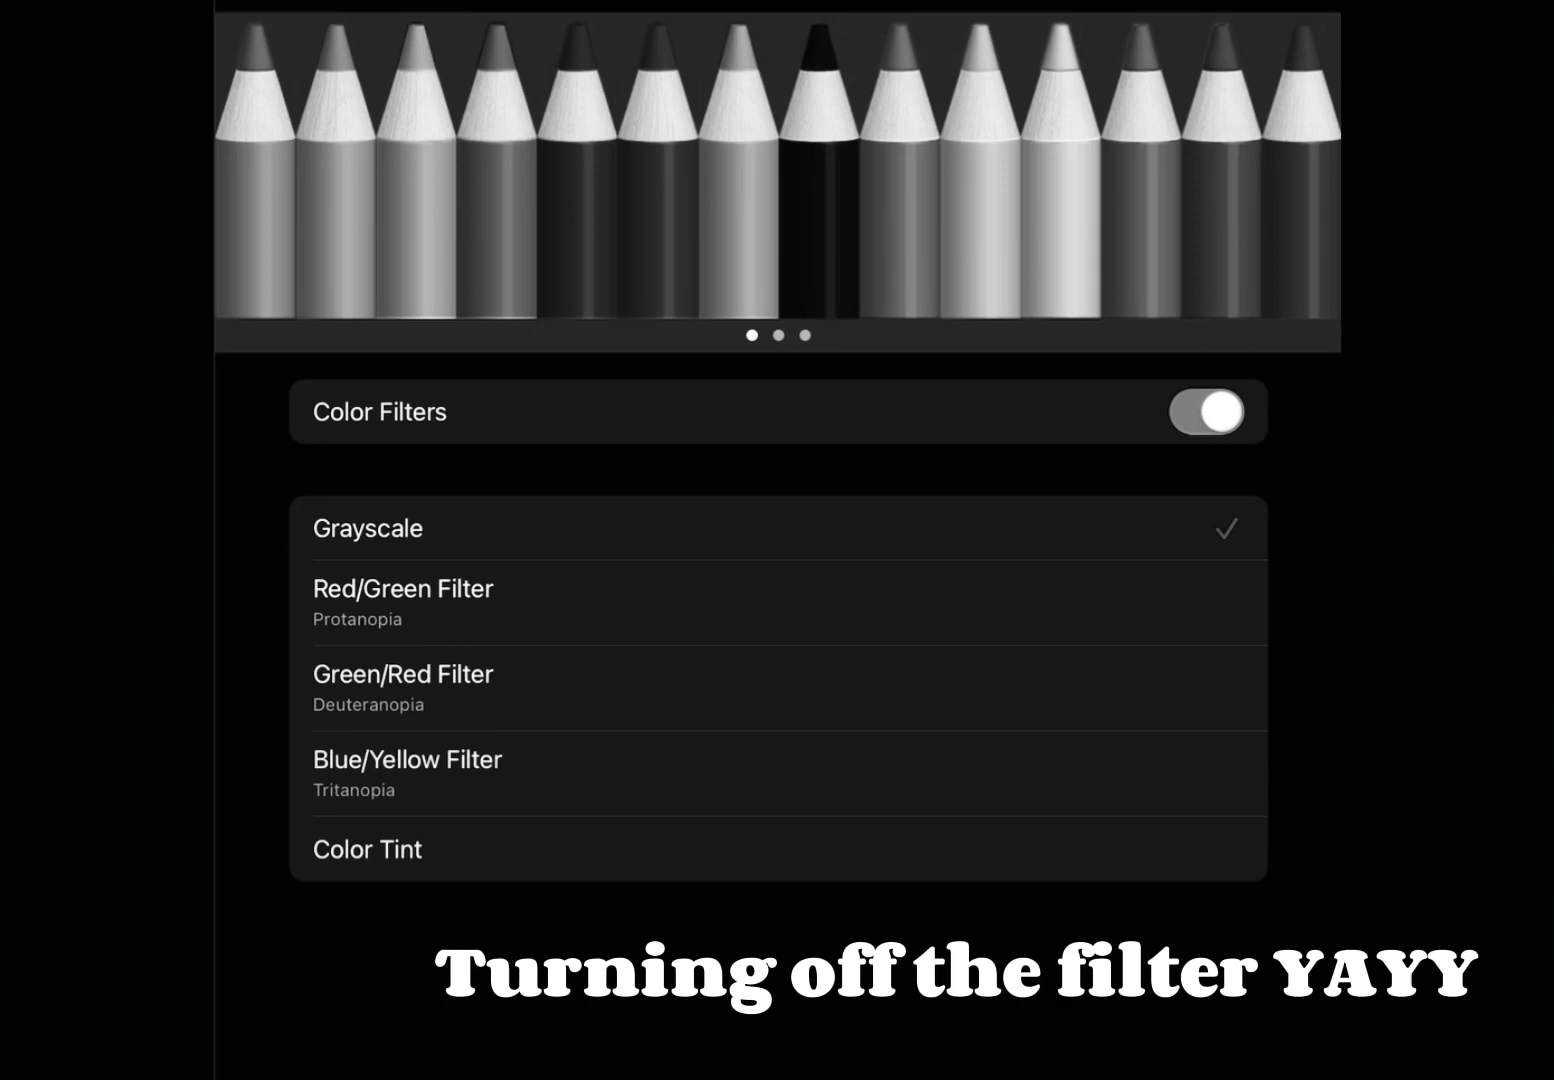 Color Filters
Grayscale
Red/Green Filter
Protanopia
Green/Red Filter
Deuteranopia
Blue/Yellow Filter
Tritanopia
Color Tint
Turning off the filter YAYY